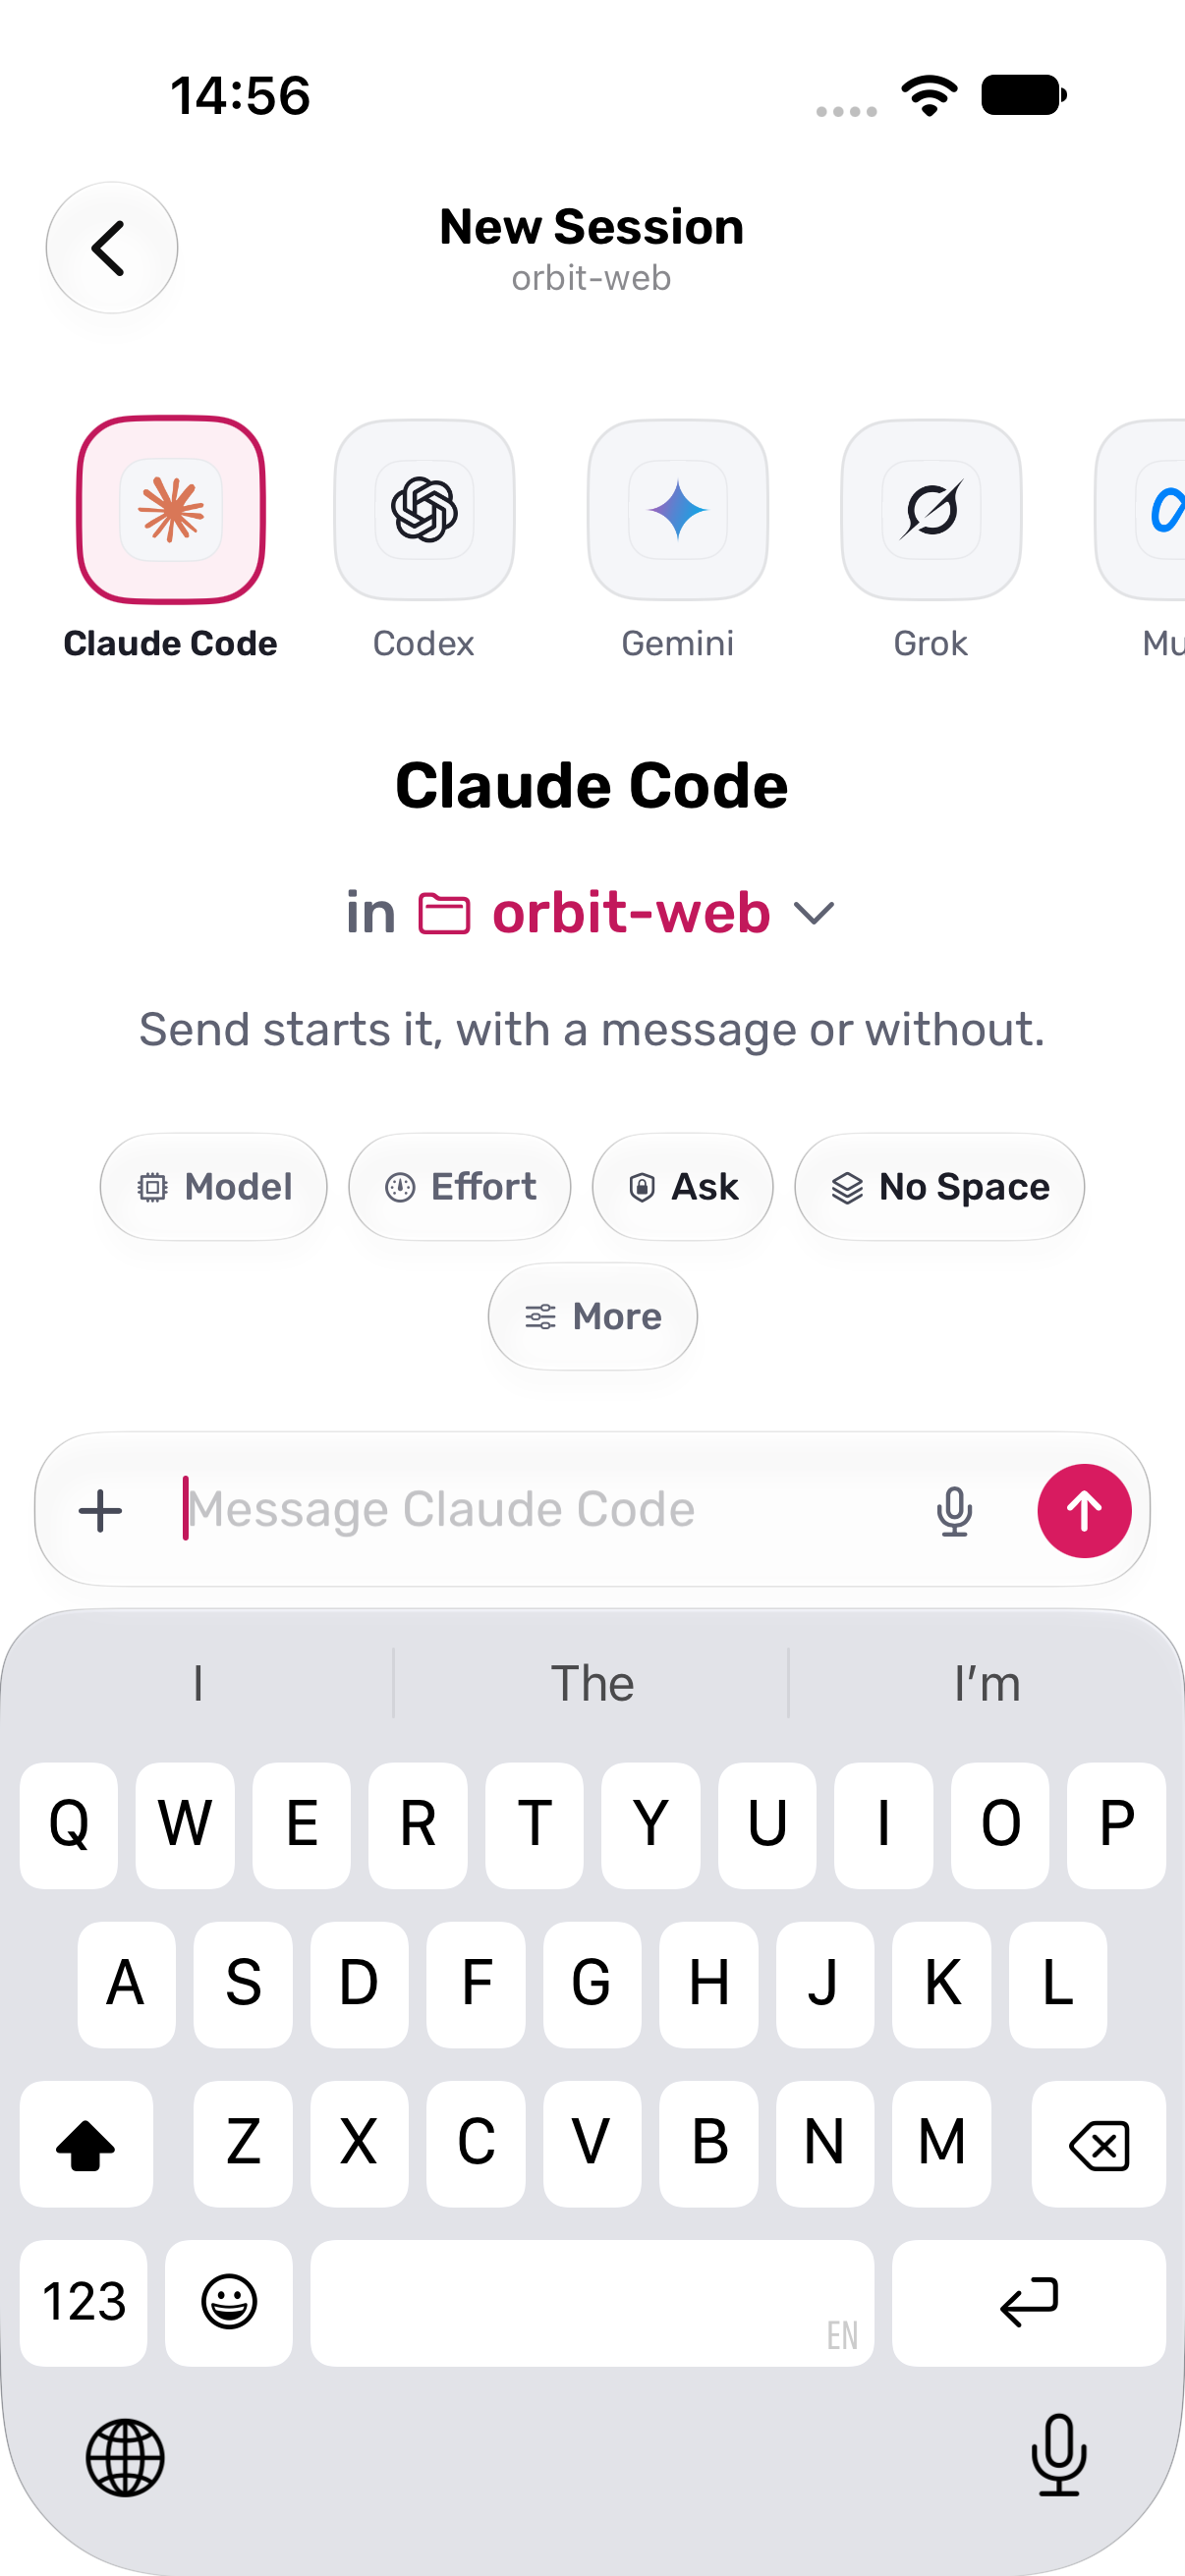 14:56
New Session
orbit-web
Claude Code
Codex
Gemini
Grok
Mu
Claude Code
in orbit-web
Send starts it, with a message or without.
Model
Effort
Ask
No Space
More
Message Claude Code
I
The
I’m
Q W E R T Y U I O P
A S D F G H J K L
Z X C V B N M
123
EN